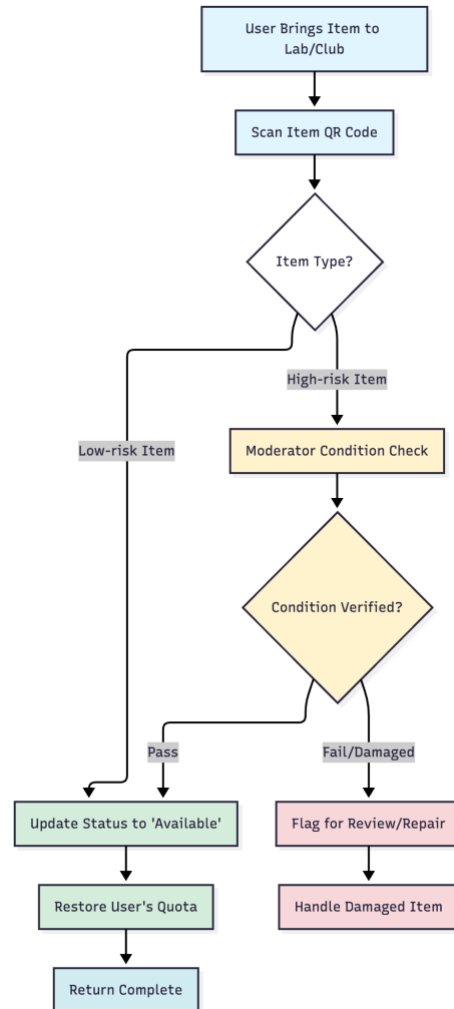 User Brings Item to
Lab/Club
Scan Item QR Code
Item Type?
High-risk Item
Low-risk Item
Moderator Condition Check
Condition Verified?
Pass
Fail/Damaged
Update Status to 'Available'
Flag for Review/Repair
Restore User's Quota
Handle Damaged Item
Return Complete